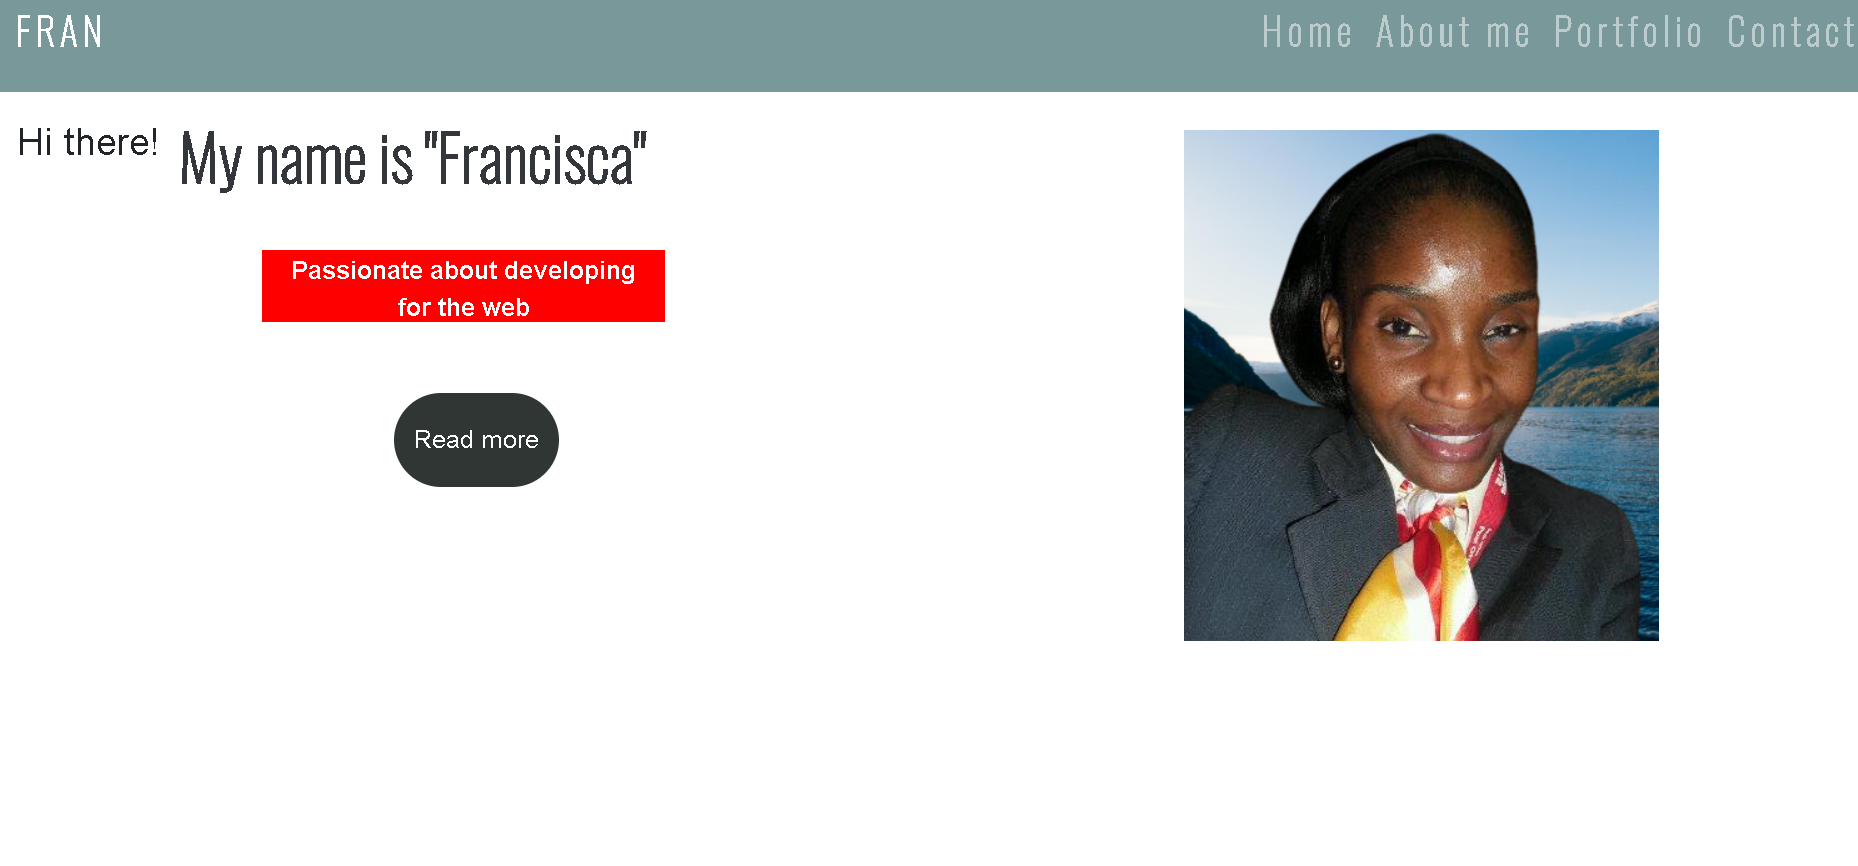 FRAN
Home About me Portfolio Contact
Hi there! My name is "Francisca"
Passionate about developing
for the web
Read more